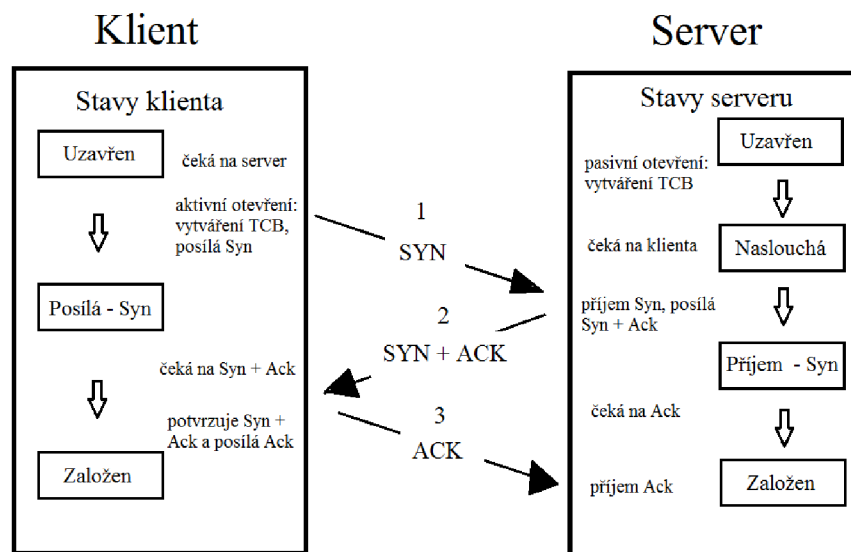 Klient
Server
Stavy klienta
Uzavřen
čeká na server
aktivní otevření:
vytváření TCB,
posílá Syn
Posílá - Syn
čeká na Syn + Ack
potvrzuje Syn +
Ack a posílá Ack
Založen
1
SYN
2
SYN + ACK
3
ACK
Stavy serveru
Uzavřen
pasivní otevření:
vytváření TCB
čeká na klienta
Naslouchá
příjem Syn, posílá
Syn + Ack
Příjem - Syn
čeká na Ack
příjem Ack
Založen